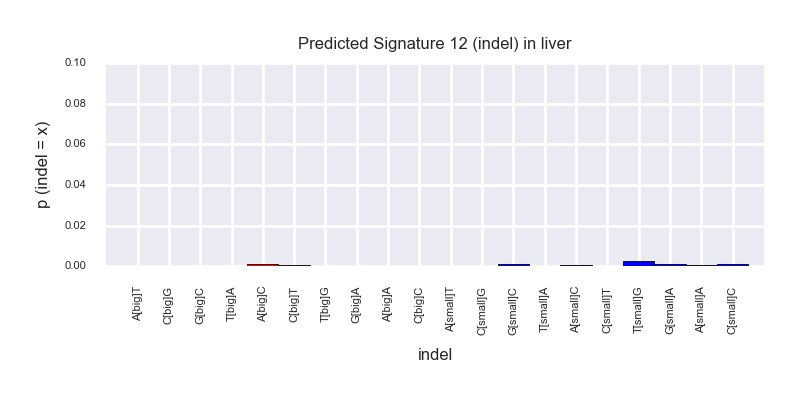 Predicted Signature 12 (indel) in liver
p (indel = x)
0.10
0.08
0.06
0.04
0.02
0.00
A[big]T
C[big]G
G[big]C
T[big]A
A[big]C
C[big]T
T[big]G
G[big]A
A[big]A
C[big]C
A[small]T
C[small]G
G[small]C
T[small]A
A[small]C
C[small]T
T[small]G
G[small]A
A[small]A
C[small]C
indel